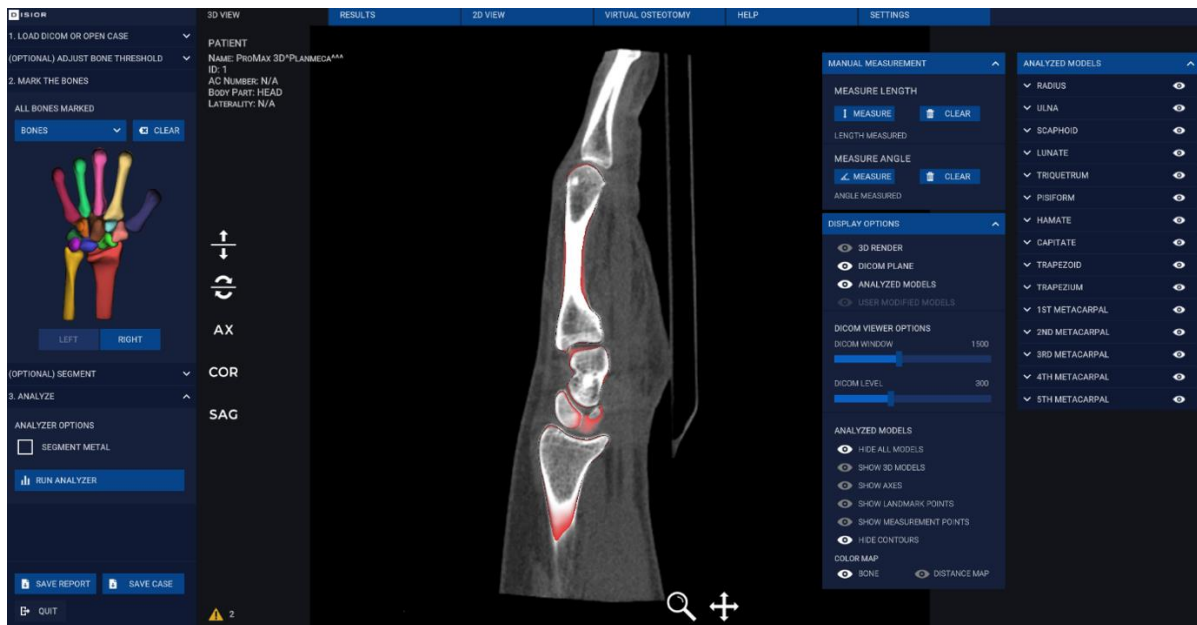 DISIOR
3D VIEW
RESULTS
2D VIEW
VIRTUAL OSTEOTOMY
HELP
SETTINGS
1. LOAD DICOM OR OPEN CASE
(OPTIONAL) ADJUST BONE THRESHOLD
2. MARK THE BONES
ALL BONES MARKED
BONES
CLEAR
LEFT
RIGHT
(OPTIONAL) SEGMENT
3. ANALYZE
ANALYZER OPTIONS
SEGMENT METAL
RUN ANALYZER
SAVE REPORT
SAVE CASE
QUIT
PATIENT
NAME: PROMAX 3D^PLANMECA^^^
ID: 1
AC NUMBER: N/A
BODY PART: HEAD
LATERALITY: N/A
AX
COR
SAG
2
MANUAL MEASUREMENT
MEASURE LENGTH
MEASURE
CLEAR
LENGTH MEASURED
MEASURE ANGLE
MEASURE
CLEAR
ANGLE MEASURED
DISPLAY OPTIONS
3D RENDER
DICOM PLANE
ANALYZED MODELS
USER MODIFIED MODELS
DICOM VIEWER OPTIONS
DICOM WINDOW 1500
DICOM LEVEL 300
ANALYZED MODELS
HIDE ALL MODELS
SHOW 3D MODELS
SHOW AXES
SHOW LANDMARK POINTS
SHOW MEASUREMENT POINTS
HIDE CONTOURS
COLOR MAP
BONE
DISTANCE MAP
ANALYZED MODELS
RADIUS
ULNA
SCAPHOID
LUNATE
TRIQUETRUM
PISIFORM
HAMATE
CAPITATE
TRAPEZOID
TRAPEZIUM
1ST METACARPAL
2ND METACARPAL
3RD METACARPAL
4TH METACARPAL
5TH METACARPAL